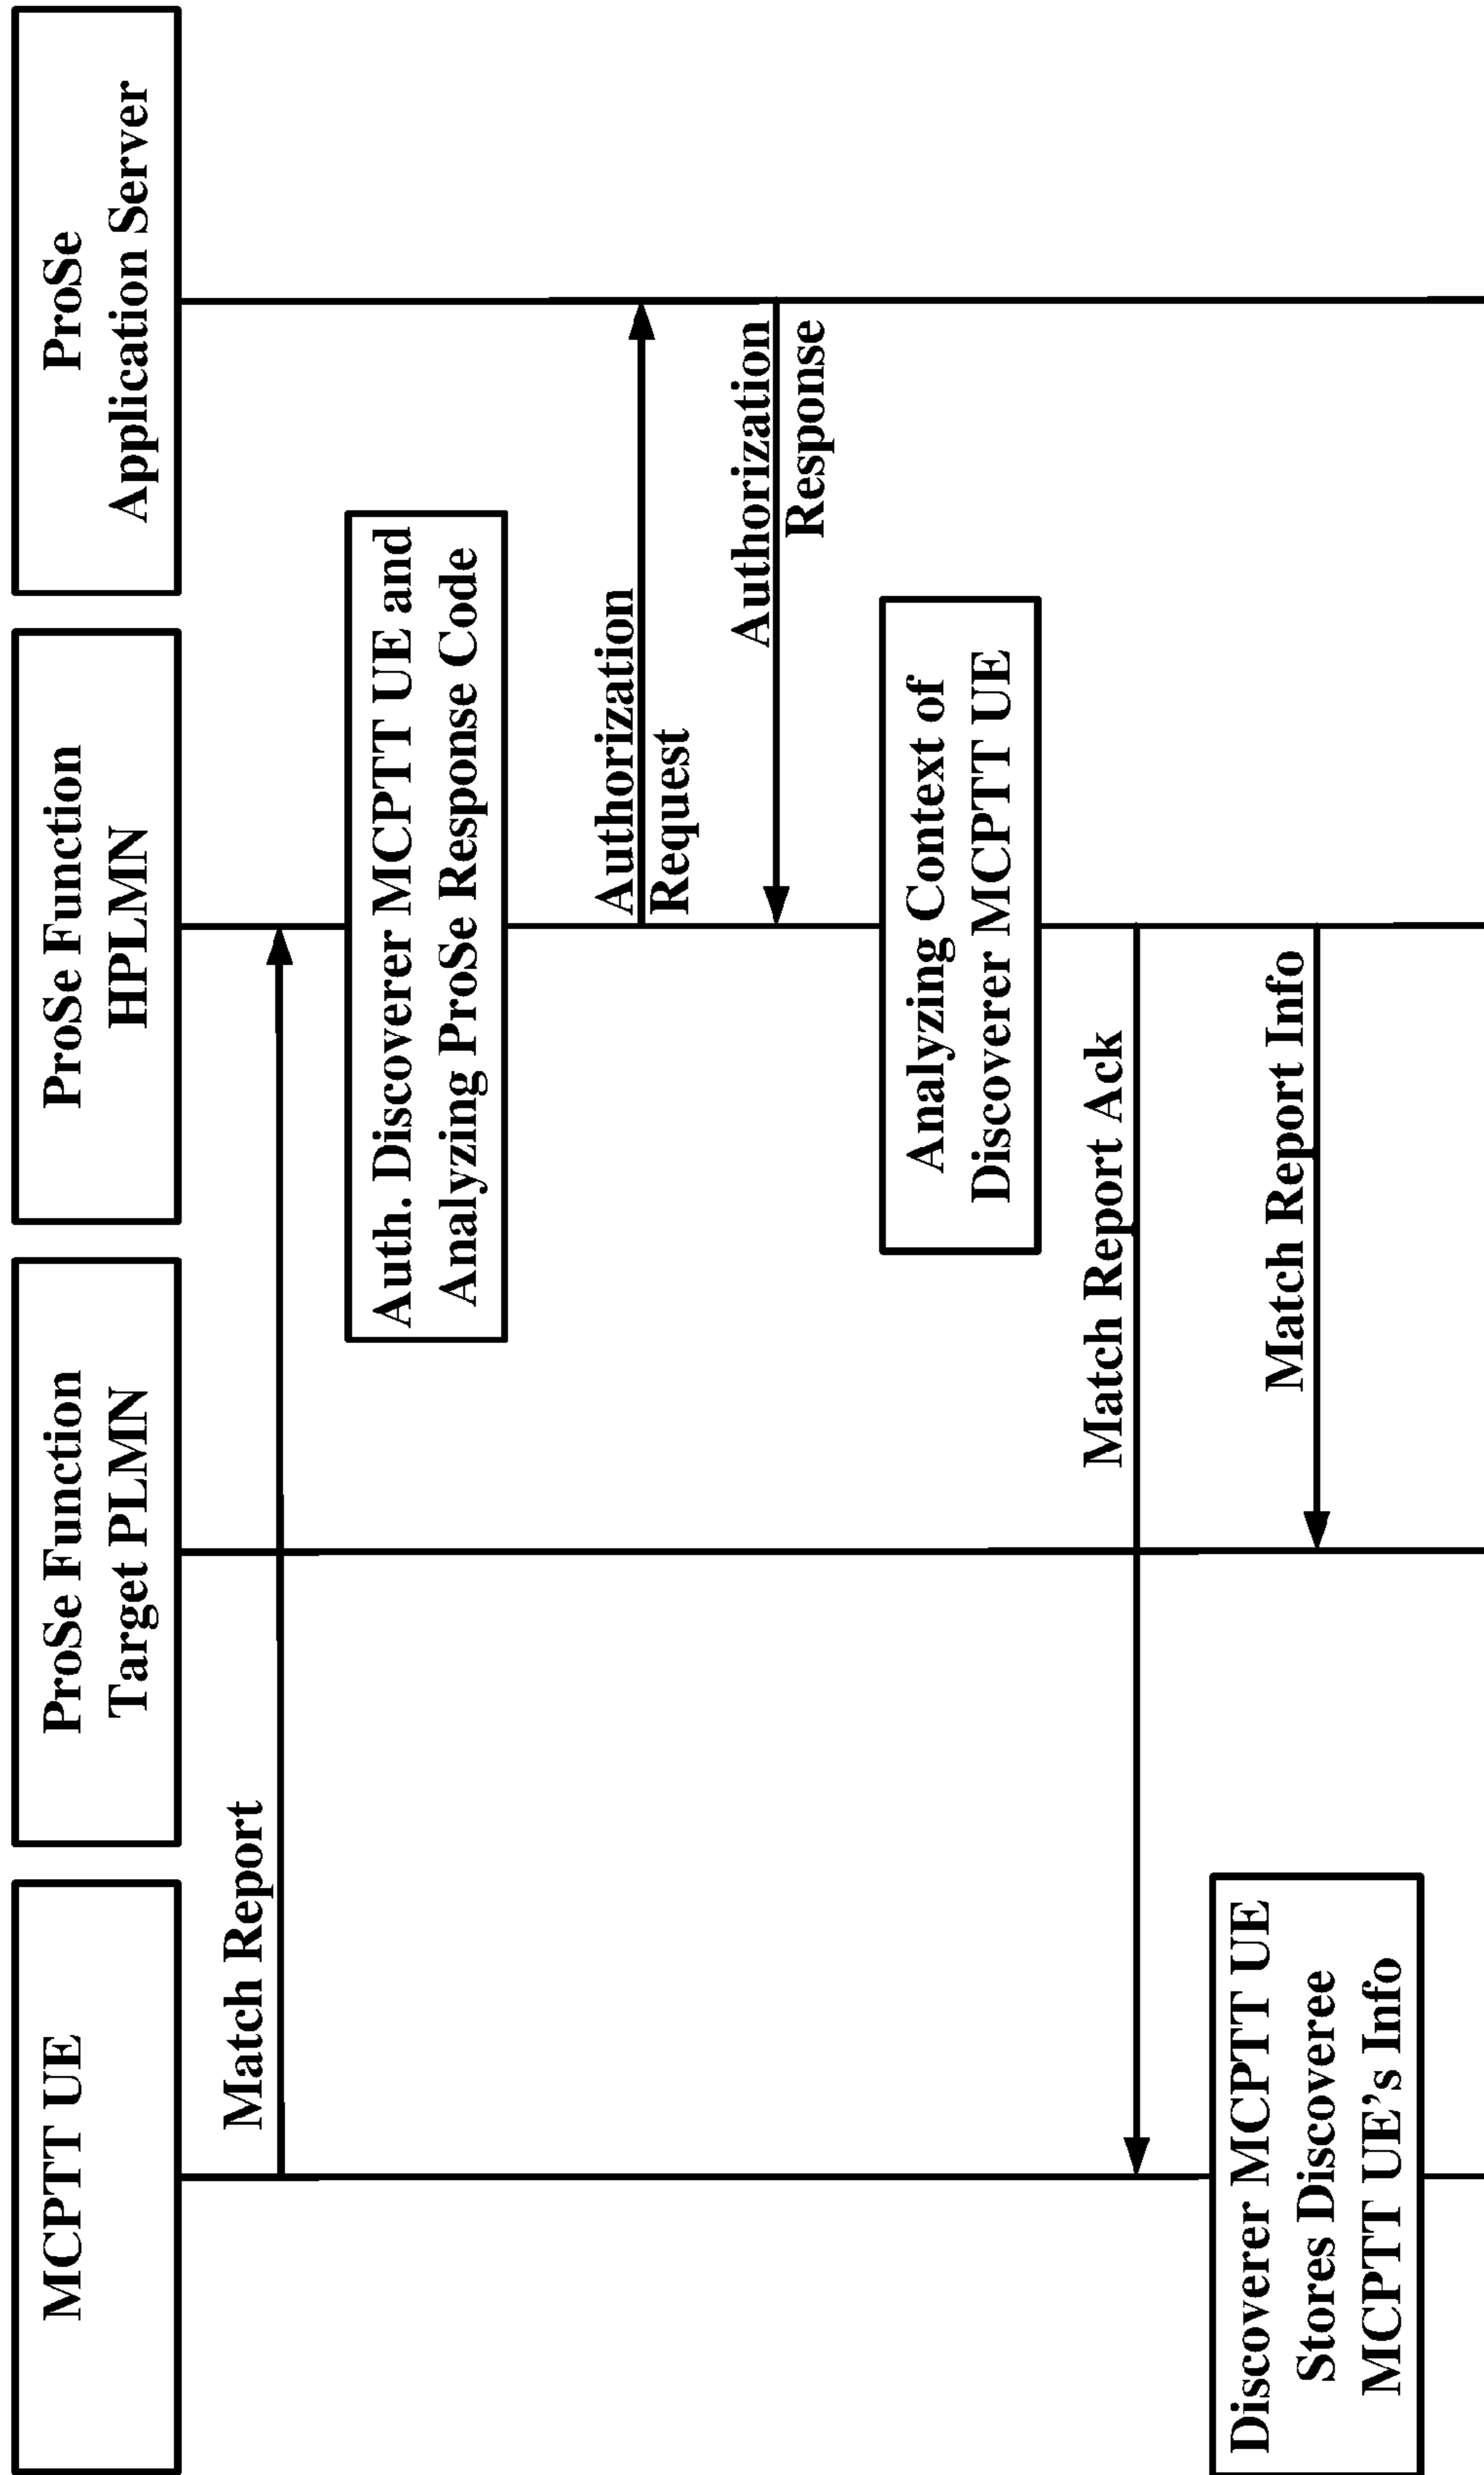 MCPTT UE
ProSe Function
Target PLMN
ProSe Function
HPLMN
ProSe
Application Server
Match Report
Auth. Discoverer MCPTT UE and
Analyzing ProSe Response Code
Authorization
Request
Authorization
Response
Analyzing Context of
Discoverer MCPTT UE
Match Report Ack
Discoverer MCPTT UE
Stores Discoveree
MCPTT UE's Info
Match Report Info